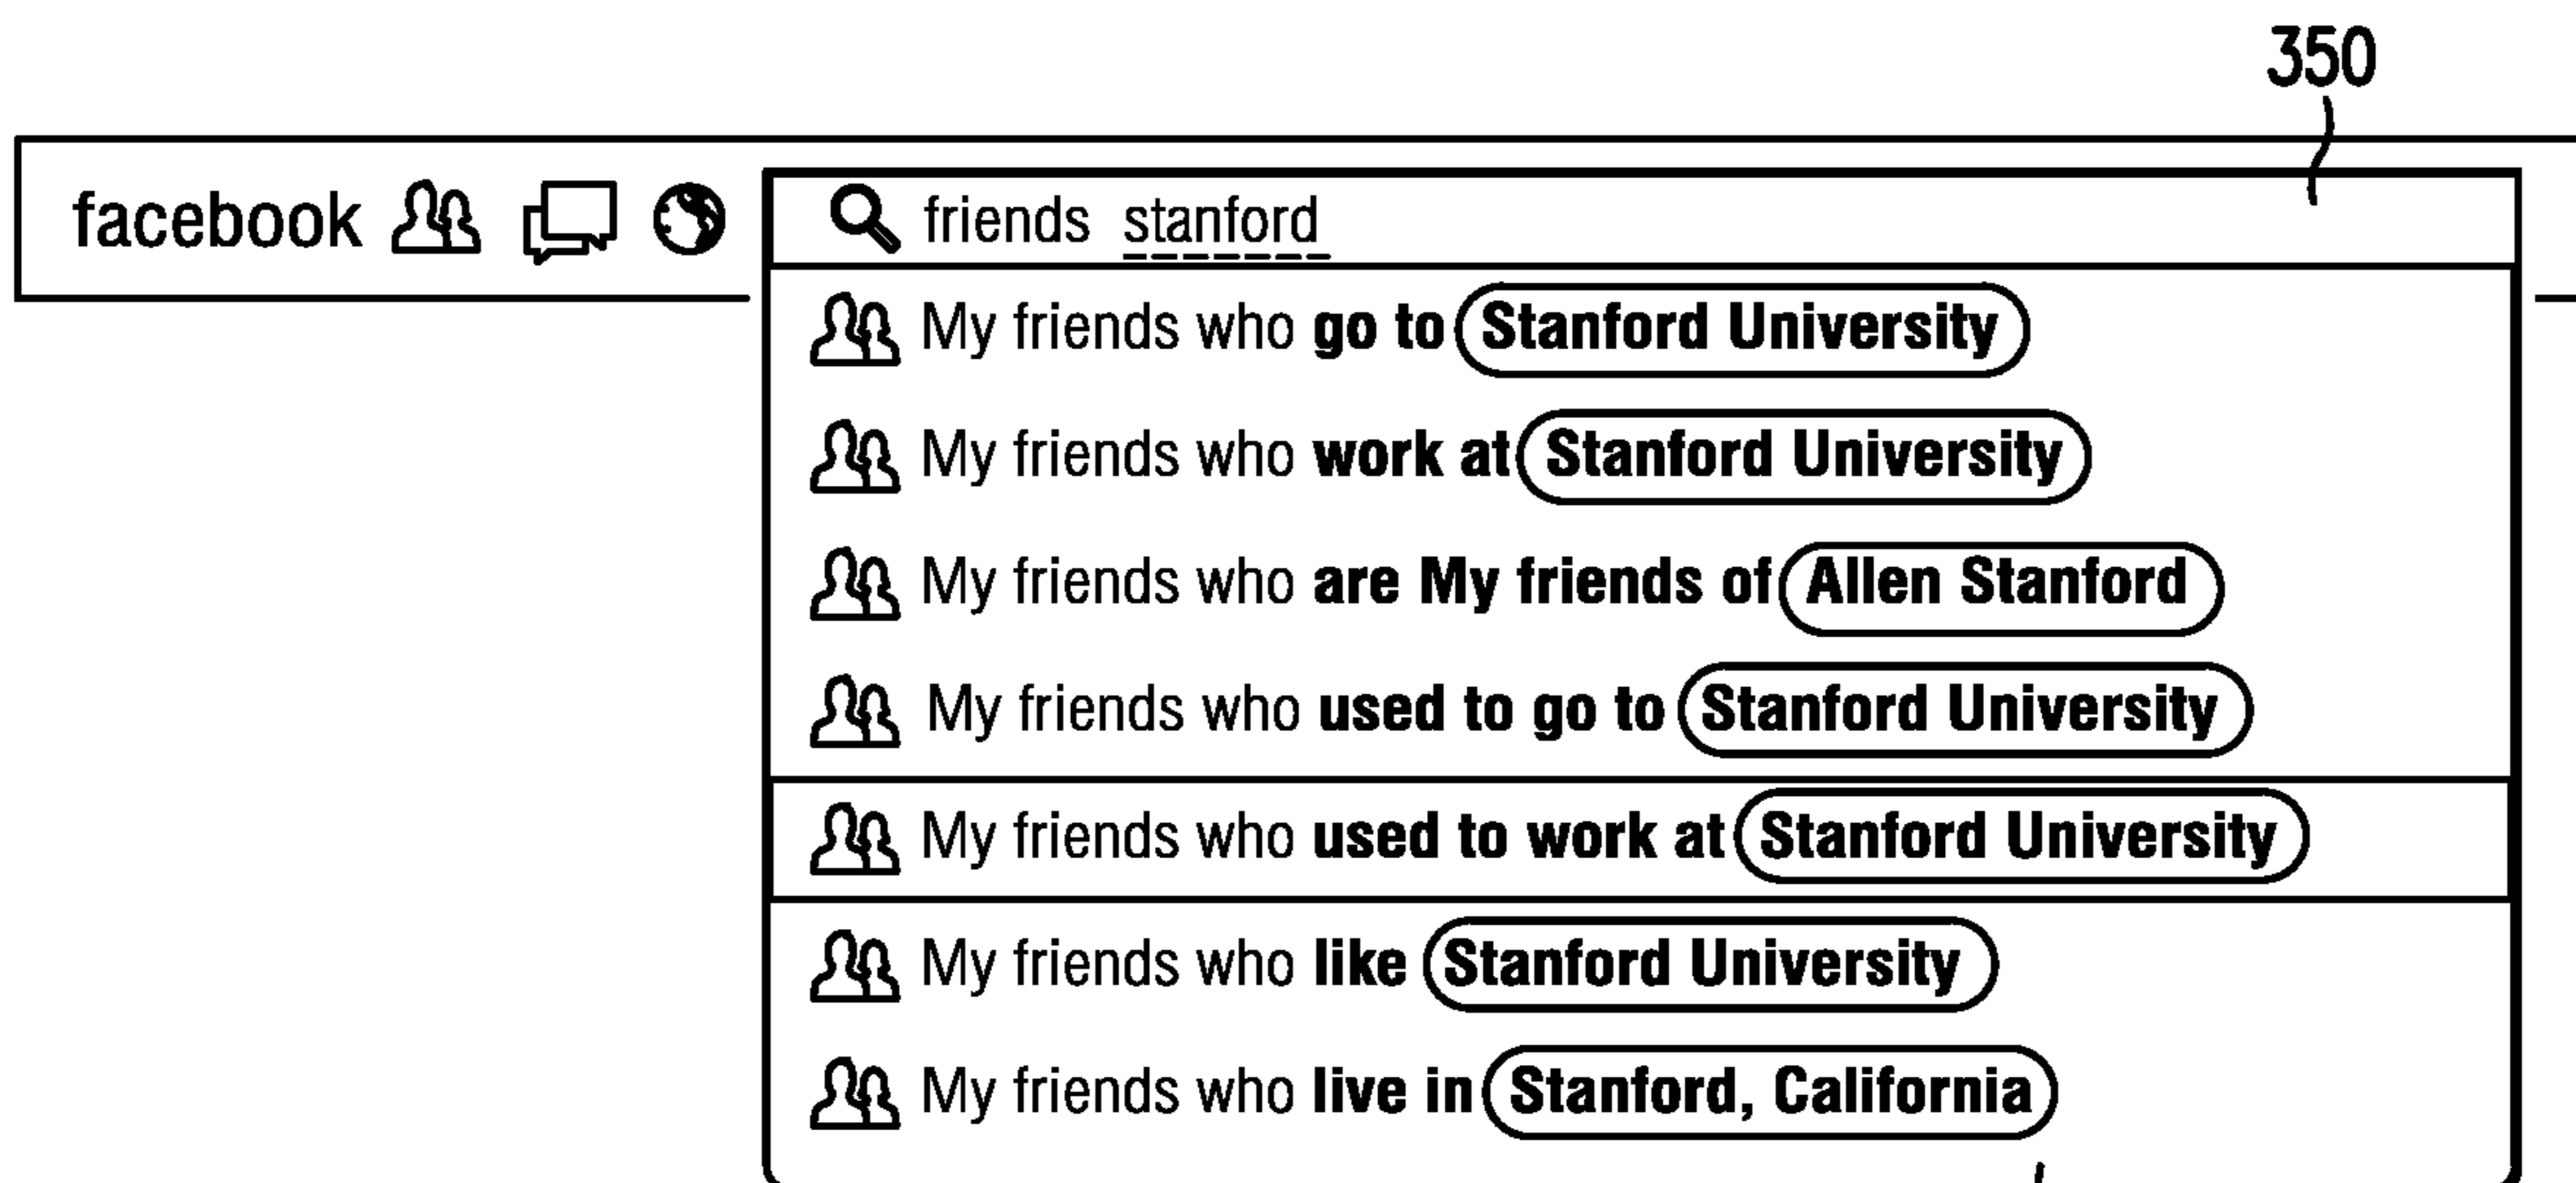 350
facebook friends stanford
My friends who go to Stanford University
My friends who work at Stanford University
My friends who are My friends of Allen Stanford
My friends who used to go to Stanford University
My friends who used to work at Stanford University
My friends who like Stanford University
My friends who live in Stanford, California